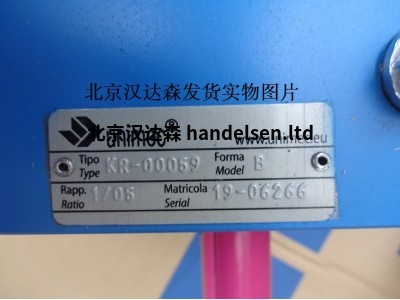 北京汉达森发货实物图片
北京汉达森 handelsen.ltd
unimec®
www.unimec.eu
Tipo Type KR-00059 Forma Model B
Rapp. Ratio 1/05 Matricola Serial 19-06266